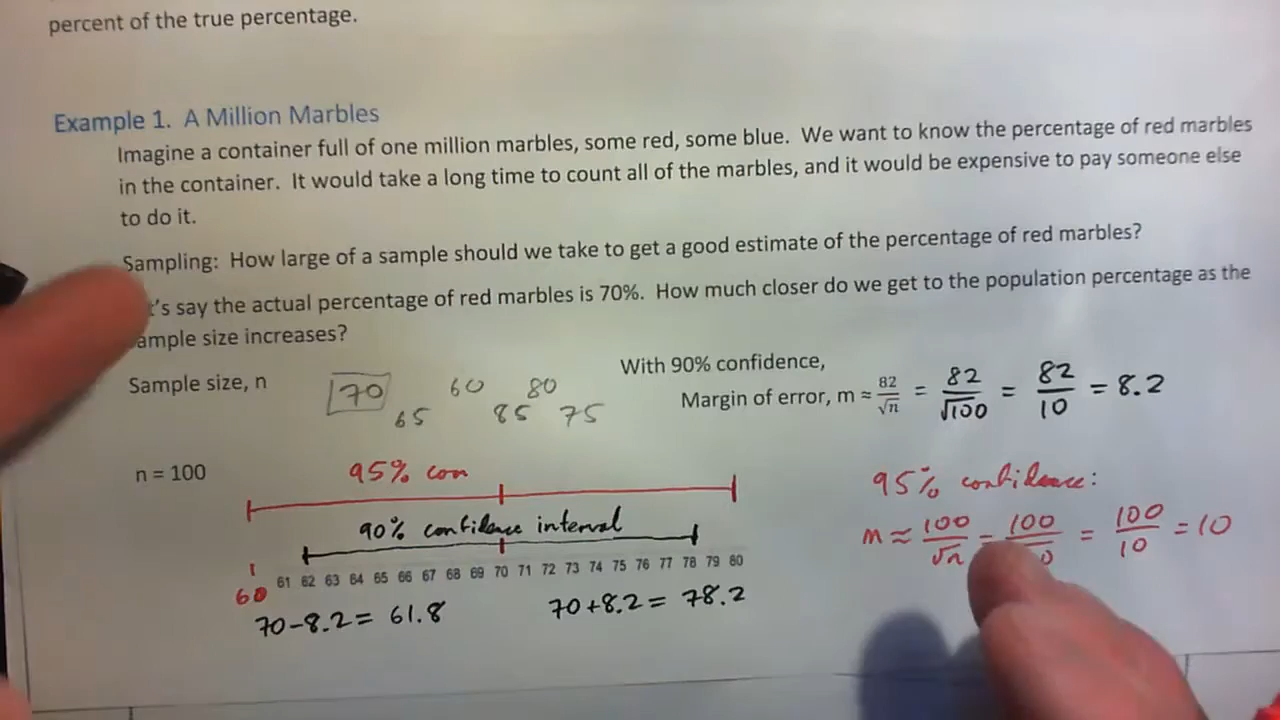 percent of the true percentage.
Example 1. A Million Marbles
Imagine a container full of one million marbles, some red, some blue. We want to know the percentage of red marbles
in the container. It would take a long time to count all of the marbles, and it would be expensive to pay someone else
to do it.
Sampling: How large of a sample should we take to get a good estimate of the percentage of red marbles?
t's say the actual percentage of red marbles is 70%. How much closer do we get to the population percentage as the
ample size increases?
With 90% confidence,
Sample size, n
70 60 80
65 85 75
Margin of error, m ≈ 82/√n = 82/√100 = 82/10 = 8.2
n = 100
95% con
95% confidence:
90% confidence interval
m ≈ 100/√n = 100/ 0 = 100/10 = 10
60 61 62 63 64 65 66 67 68 69 70 71 72 73 74 75 76 77 78 79 80
70-8.2= 61.8 70+8.2= 78.2